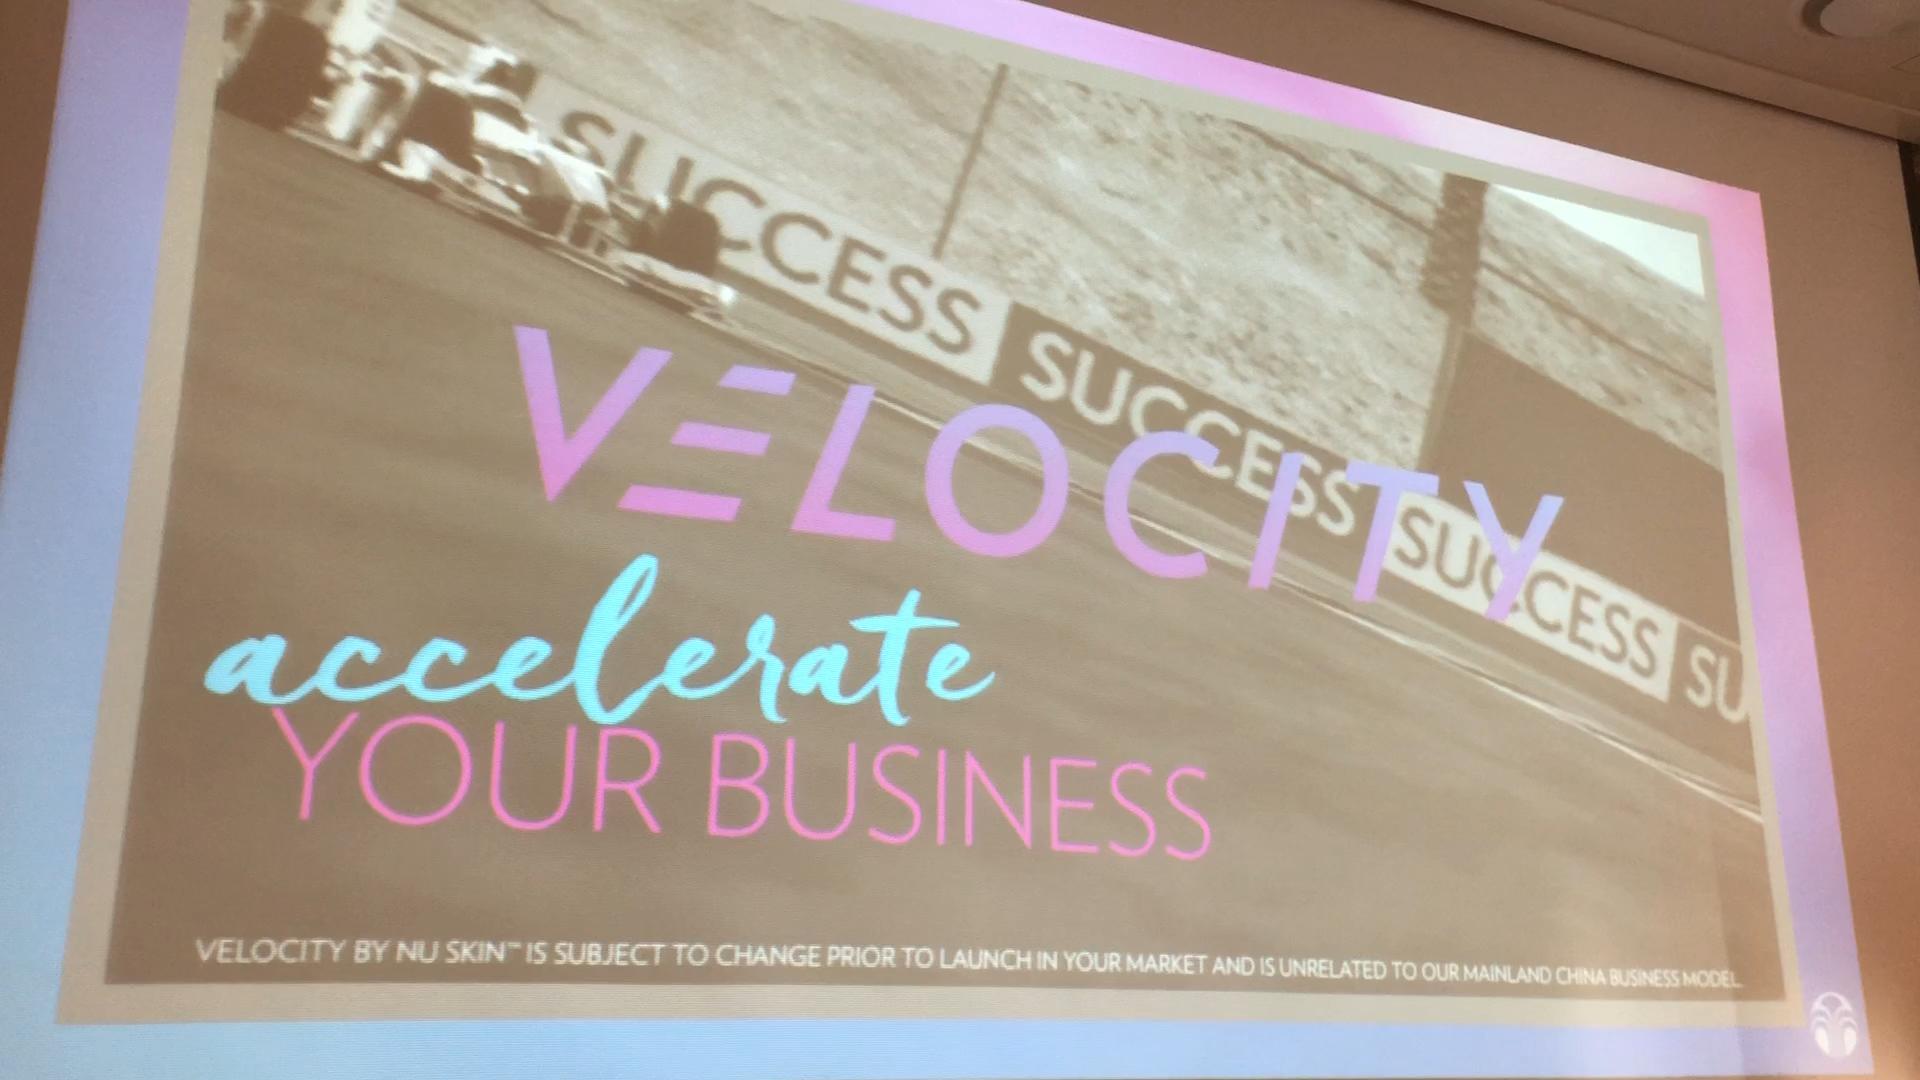 SUCCESS SUCCESS SUCCESS SU
VELOCITY
accelerate
YOUR BUSINESS
VELOCITY BY NU SKIN™ IS SUBJECT TO CHANGE PRIOR TO LAUNCH IN YOUR MARKET AND IS UNRELATED TO OUR MAINLAND CHINA BUSINESS MODEL.